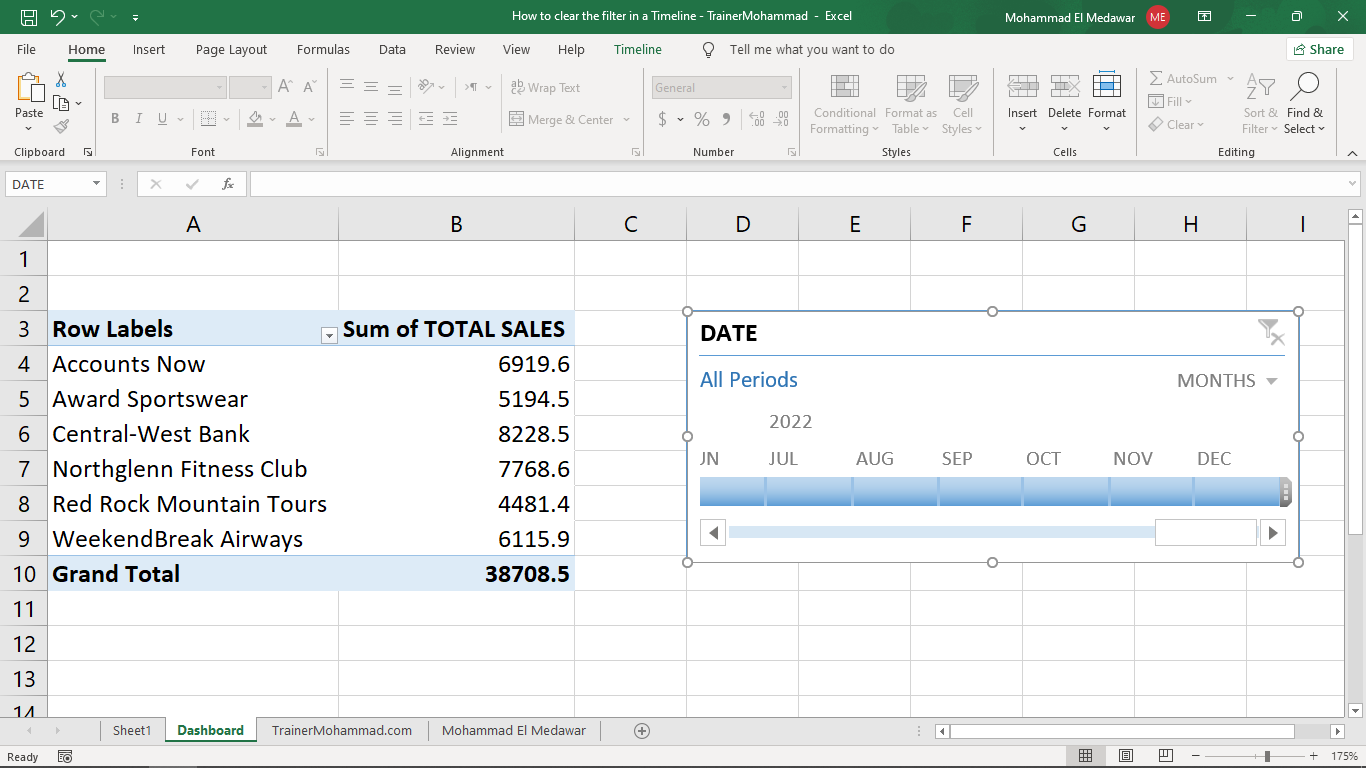 How to clear the filter in a Timeline - TrainerMohammad - Excel
Mohammad El Medawar ME
File Home Insert Page Layout Formulas Data Review View Help Timeline Tell me what you want to do Share
Paste
B I U A A A
ab Wrap Text
Merge & Center
General
$ % 9
Conditional Formatting
Format as Table
Cell Styles
Insert Delete Format
AutoSum
Fill
Clear
Sort & Filter
Find & Select
Clipboard Font Alignment Number Styles Cells Editing
DATE fx
A B C D E F G H I
1
2
3 Row Labels Sum of TOTAL SALES
4 Accounts Now 6919.6
5 Award Sportswear 5194.5
6 Central-West Bank 8228.5
7 Northglenn Fitness Club 7768.6
8 Red Rock Mountain Tours 4481.4
9 WeekendBreak Airways 6115.9
10 Grand Total 38708.5
11
12
13
14
DATE
All Periods MONTHS
2022
JN JUL AUG SEP OCT NOV DEC
Sheet1 Dashboard TrainerMohammad.com Mohammad El Medawar
Ready 175%